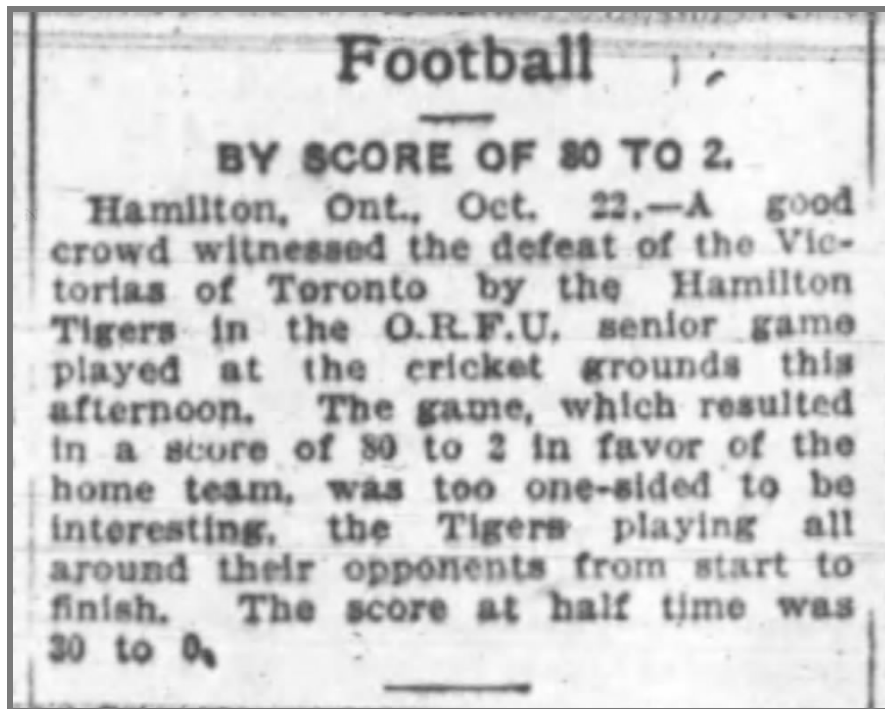 Football
BY SCORE OF 80 TO 2.
Hamilton, Ont., Oct. 22.—A good
crowd witnessed the defeat of the Vic-
torias of Toronto by the Hamilton
Tigers in the O.R.F.U. senior game
played at the cricket grounds this
afternoon. The game, which resulted
in a score of 80 to 2 in favor of the
home team, was too one-sided to be
interesting, the Tigers playing all
around their opponents from start to
finish. The score at half time was
30 to 0.